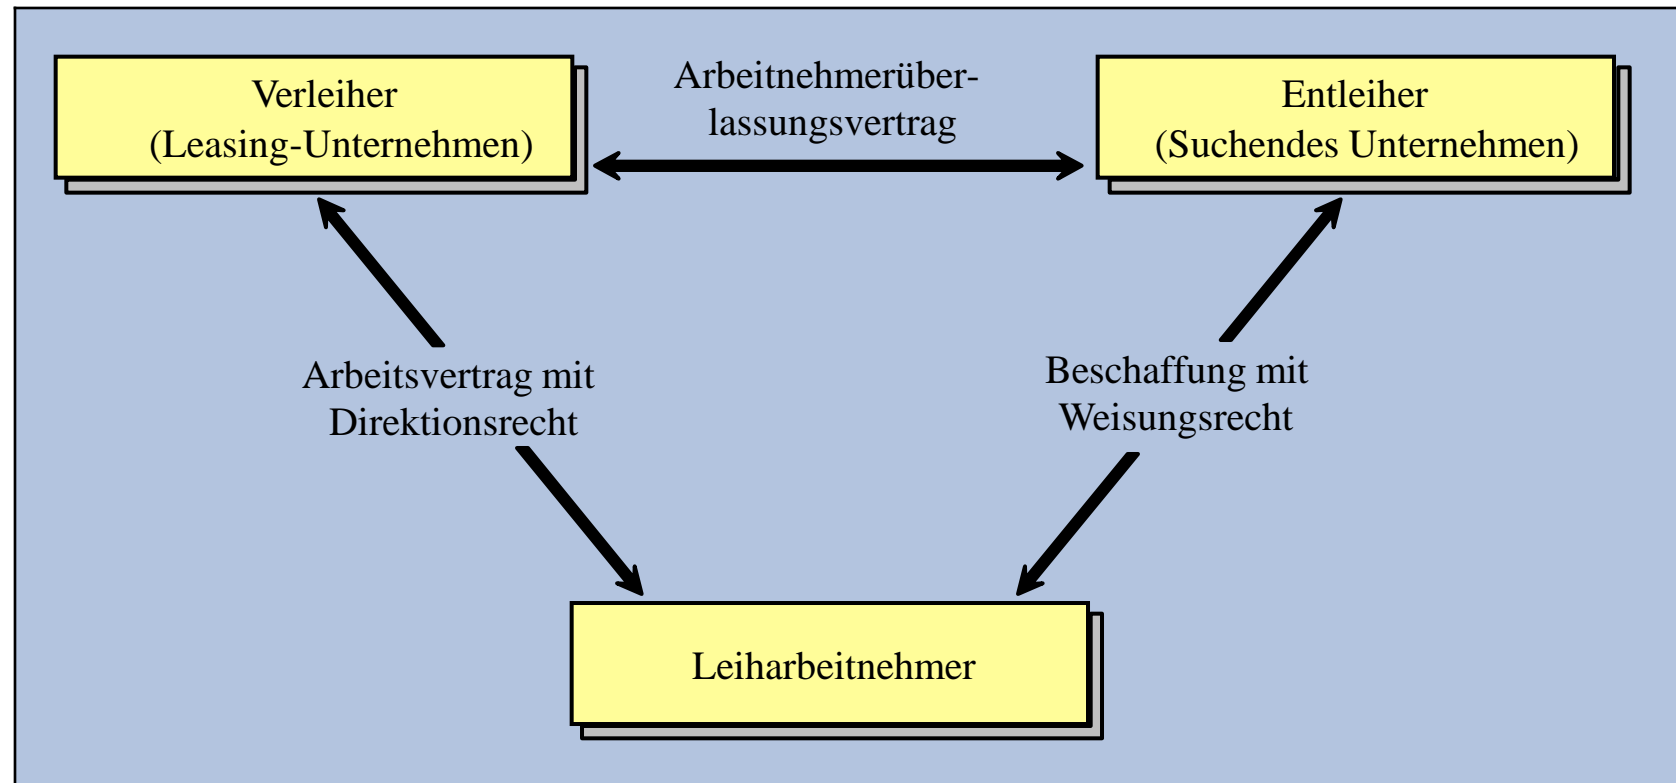 Verleiher
(Leasing-Unternehmen)
Arbeitnehmerüber-
lassungsvertrag
Entleiher
(Suchendes Unternehmen)
Arbeitsvertrag mit
Direktionsrecht
Beschaffung mit
Weisungsrecht
Leiharbeitnehmer